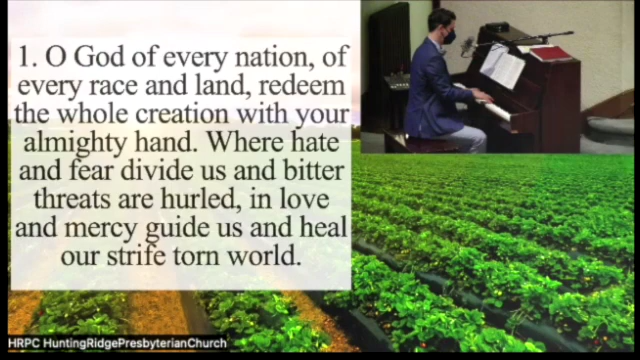 1. O God of every nation, of
every race and land, redeem
the whole creation with your
almighty hand. Where hate
and fear divide us and bitter
threats are hurled, in love
and mercy guide us and heal
our strife torn world.
HRPC HuntingRidgePresbyterianChurch